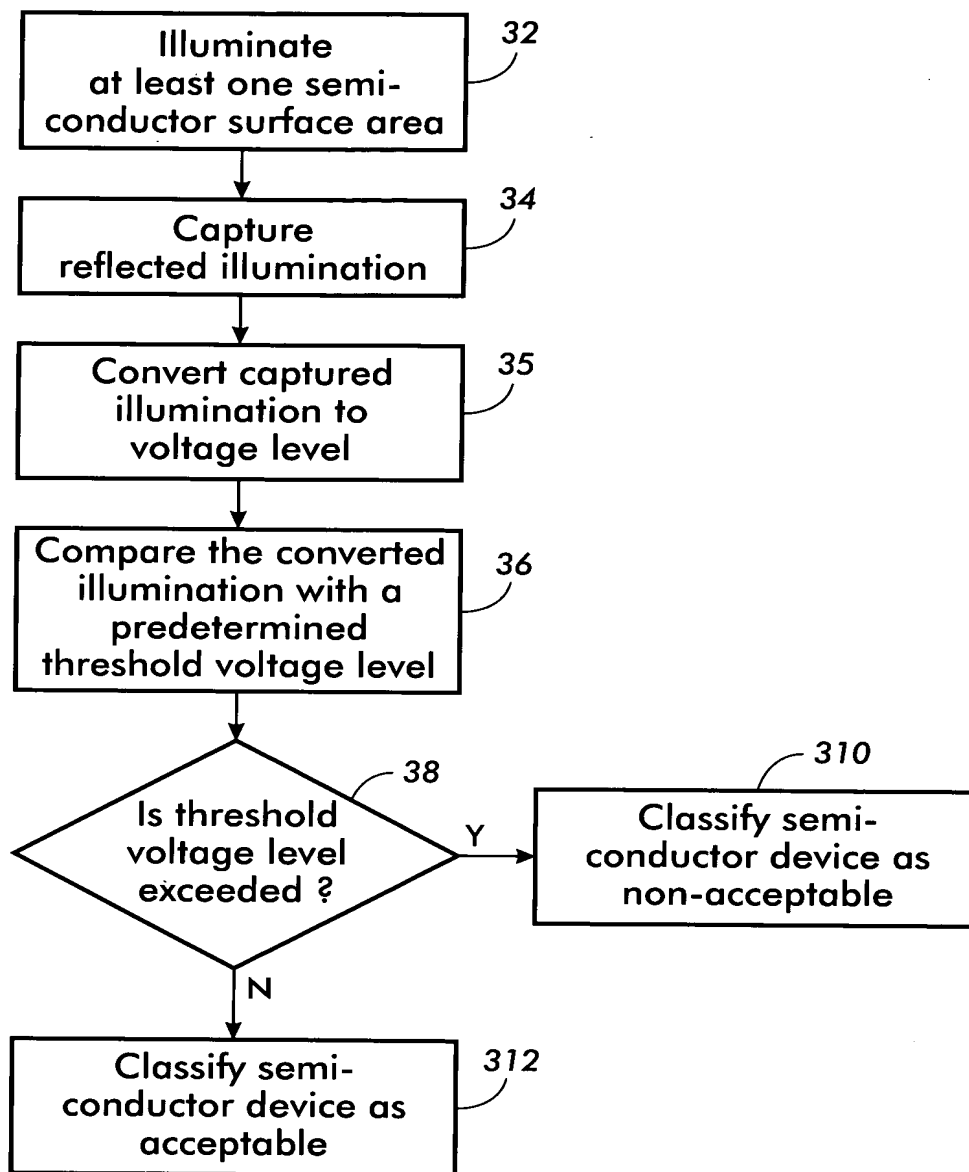 Illuminate
at least one semi-
conductor surface area
32
Capture
reflected illumination
34
Convert captured
illumination to
voltage level
35
Compare the converted
illumination with a
predetermined
threshold voltage level
36
Is threshold
voltage level
exceeded ?
38
Y
Classify semi-
conductor device as
non-acceptable
310
N
Classify semi-
conductor device as
acceptable
312